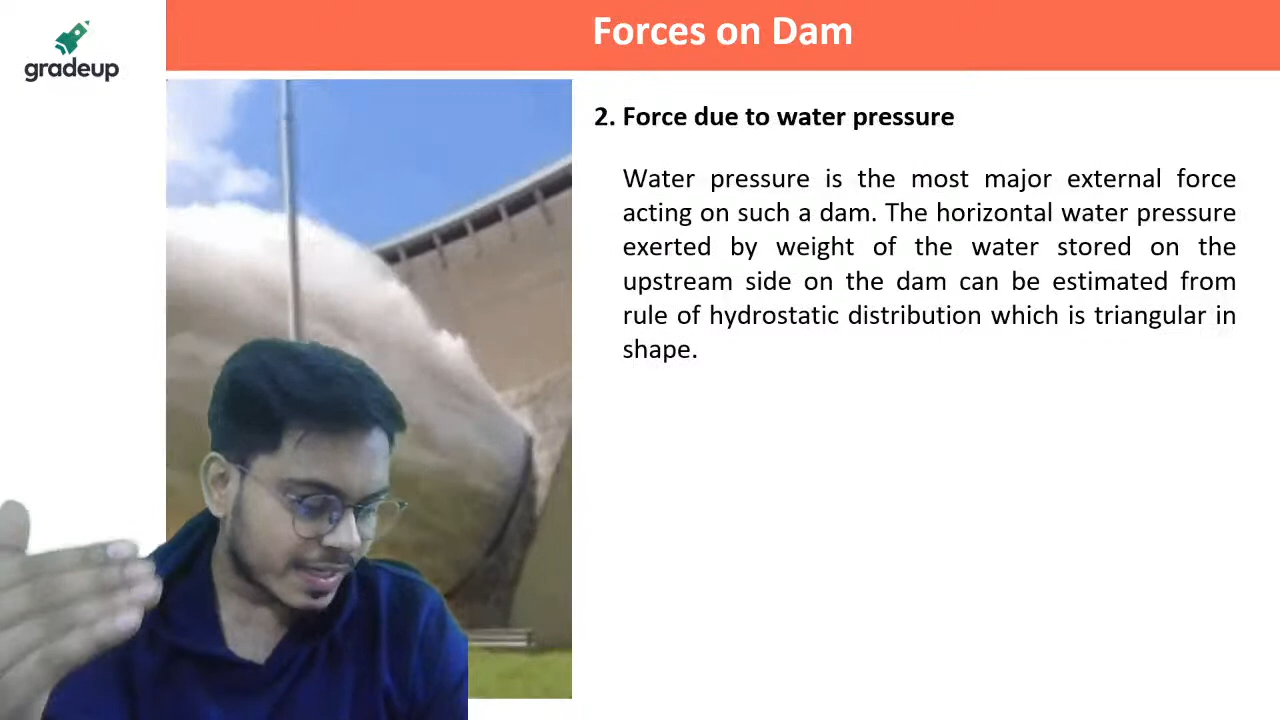 Forces on Dam
gradeup
2. Force due to water pressure
Water pressure is the most major external force
acting on such a dam. The horizontal water pressure
exerted by weight of the water stored on the
upstream side on the dam can be estimated from
rule of hydrostatic distribution which is triangular in
shape.